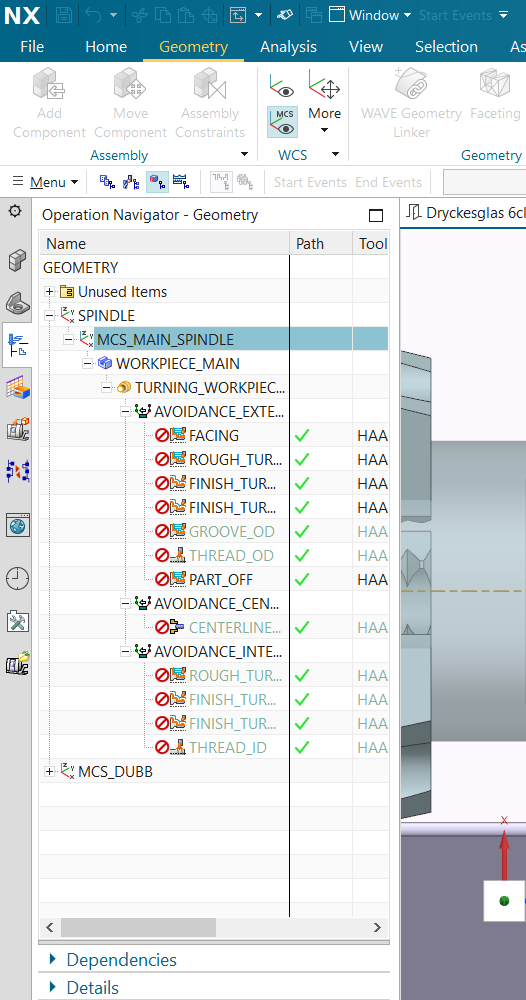 NX Window Start Events
File Home Geometry Analysis View Selection As
Add Component Move Component Assembly Constraints MCS More WAVE Geometry Linker Faceting
Assembly WCS Geometry
Menu Start Events End Events
Operation Navigator - Geometry Dryckesglas 6cl
Name Path Tool
GEOMETRY
Unused Items
SPINDLE
MCS_MAIN_SPINDLE
WORKPIECE_MAIN
TURNING_WORKPIEC...
AVOIDANCE_EXTE...
FACING HAA
ROUGH_TUR... HAA
FINISH_TUR... HAA
FINISH_TUR... HAA
GROOVE_OD HAA
THREAD_OD HAA
PART_OFF HAA
AVOIDANCE_CEN...
CENTERLINE... HAA
AVOIDANCE_INTE...
ROUGH_TUR... HAA
FINISH_TUR... HAA
FINISH_TUR... HAA
THREAD_ID HAA
MCS_DUBB
X
Dependencies
Details